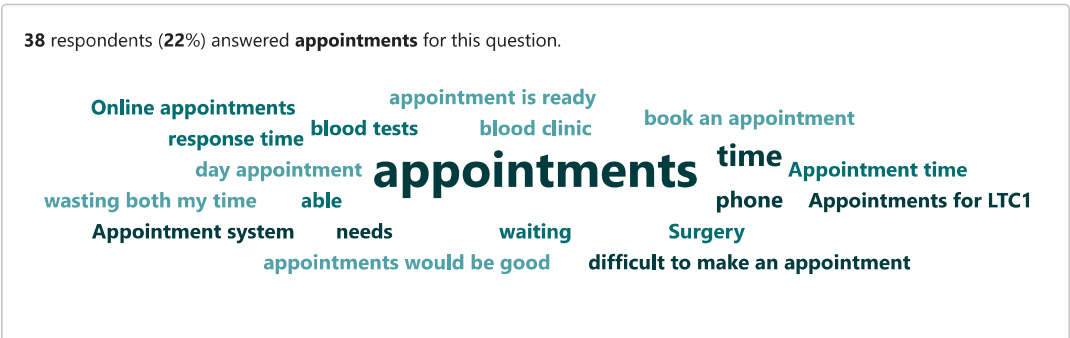 38 respondents (22%) answered appointments for this question.
appointment is ready
Online appointments
book an appointment
response time
blood tests
blood clinic
day appointment
appointments
time
Appointment time
wasting both my time
able
phone
Appointments for LTC1
Appointment system
needs
waiting
Surgery
appointments would be good
difficult to make an appointment